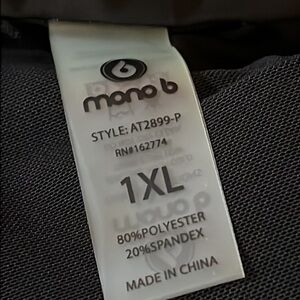 mono b
STYLE: AT2899-P
RN#162774
1XL
80%POLYESTER
20%SPANDEX
MADE IN CHINA